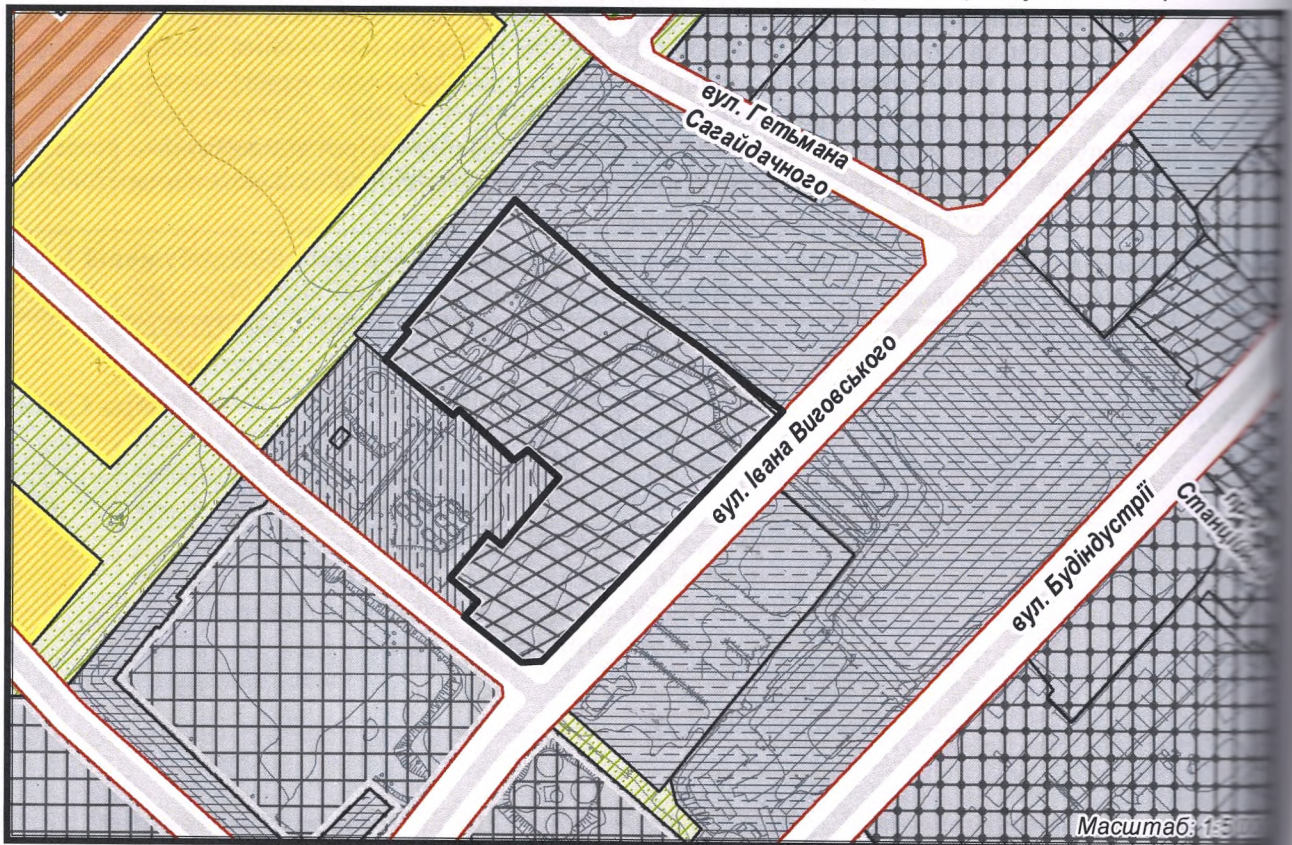 вул. Гетьмана
Сагайдачного
вул. Івана Виговського
вул. Будіндустрії
Масштаб: 1:5